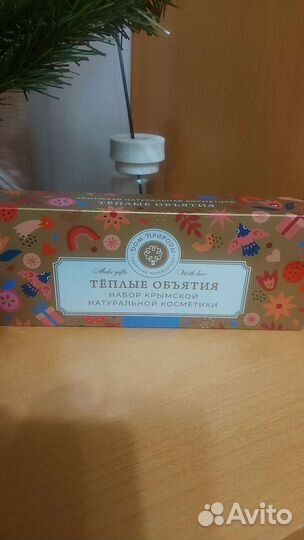 КРЫМСКАЯ НАТУРАЛЬНАЯ КОСМЕТИКА
ТЁПЛЫЕ ОБЪЯТИЯ
ДОМ ПРИРОДЫ
Make gifts With love
ТЁПЛЫЕ ОБЪЯТИЯ
НАБОР КРЫМСКОЙ
НАТУРАЛЬНОЙ КОСМЕТИКИ
Avito